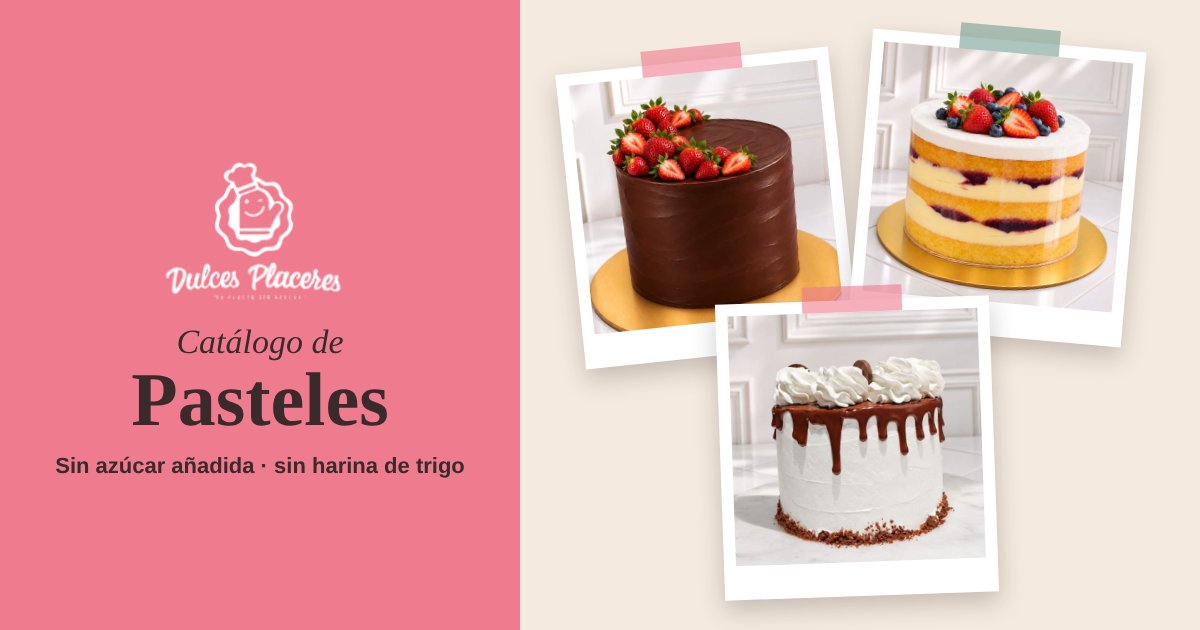 Dulces Placeres
Catálogo de
Pasteles
Sin azúcar añadida · sin harina de trigo